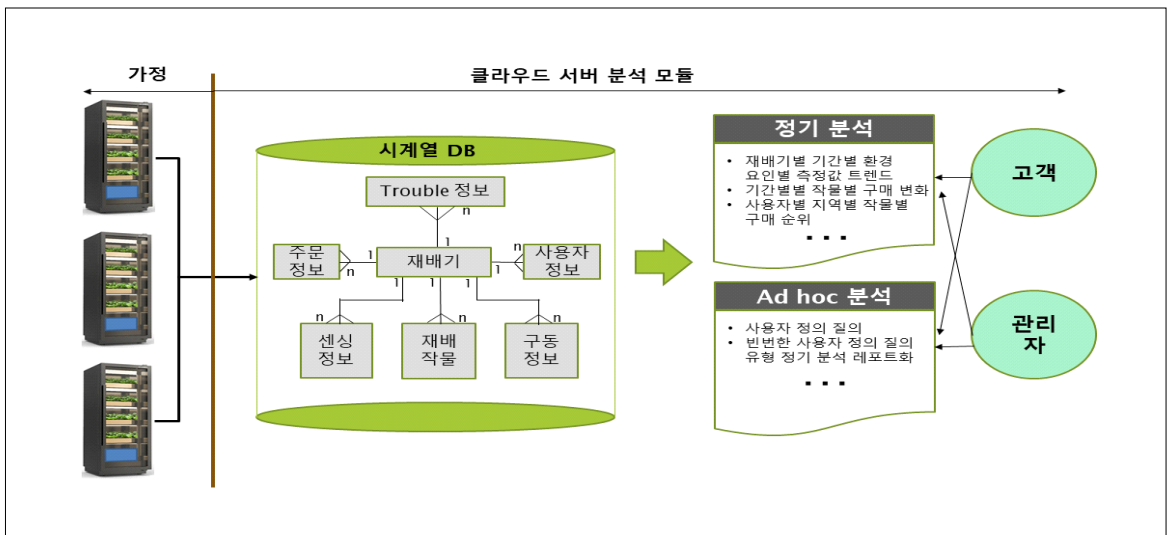 가정
클라우드 서버 분석 모듈
시계열 DB
Trouble 정보
n
1
주문
정보
n
1
재배기
1
n
사용자
정보
1
1
1
n
n
n
센싱
정보
재배
작물
구동
정보
정기 분석
• 재배기별 기간별 환경
요인별 측정값 트렌드
• 기간별별 작물별 구매 변화
• 사용자별 지역별 작물별
구매 순위
...
Ad hoc 분석
• 사용자 정의 질의
• 빈번한 사용자 정의 질의
유형 정기 분석 레포트화
...
고객
관리
자